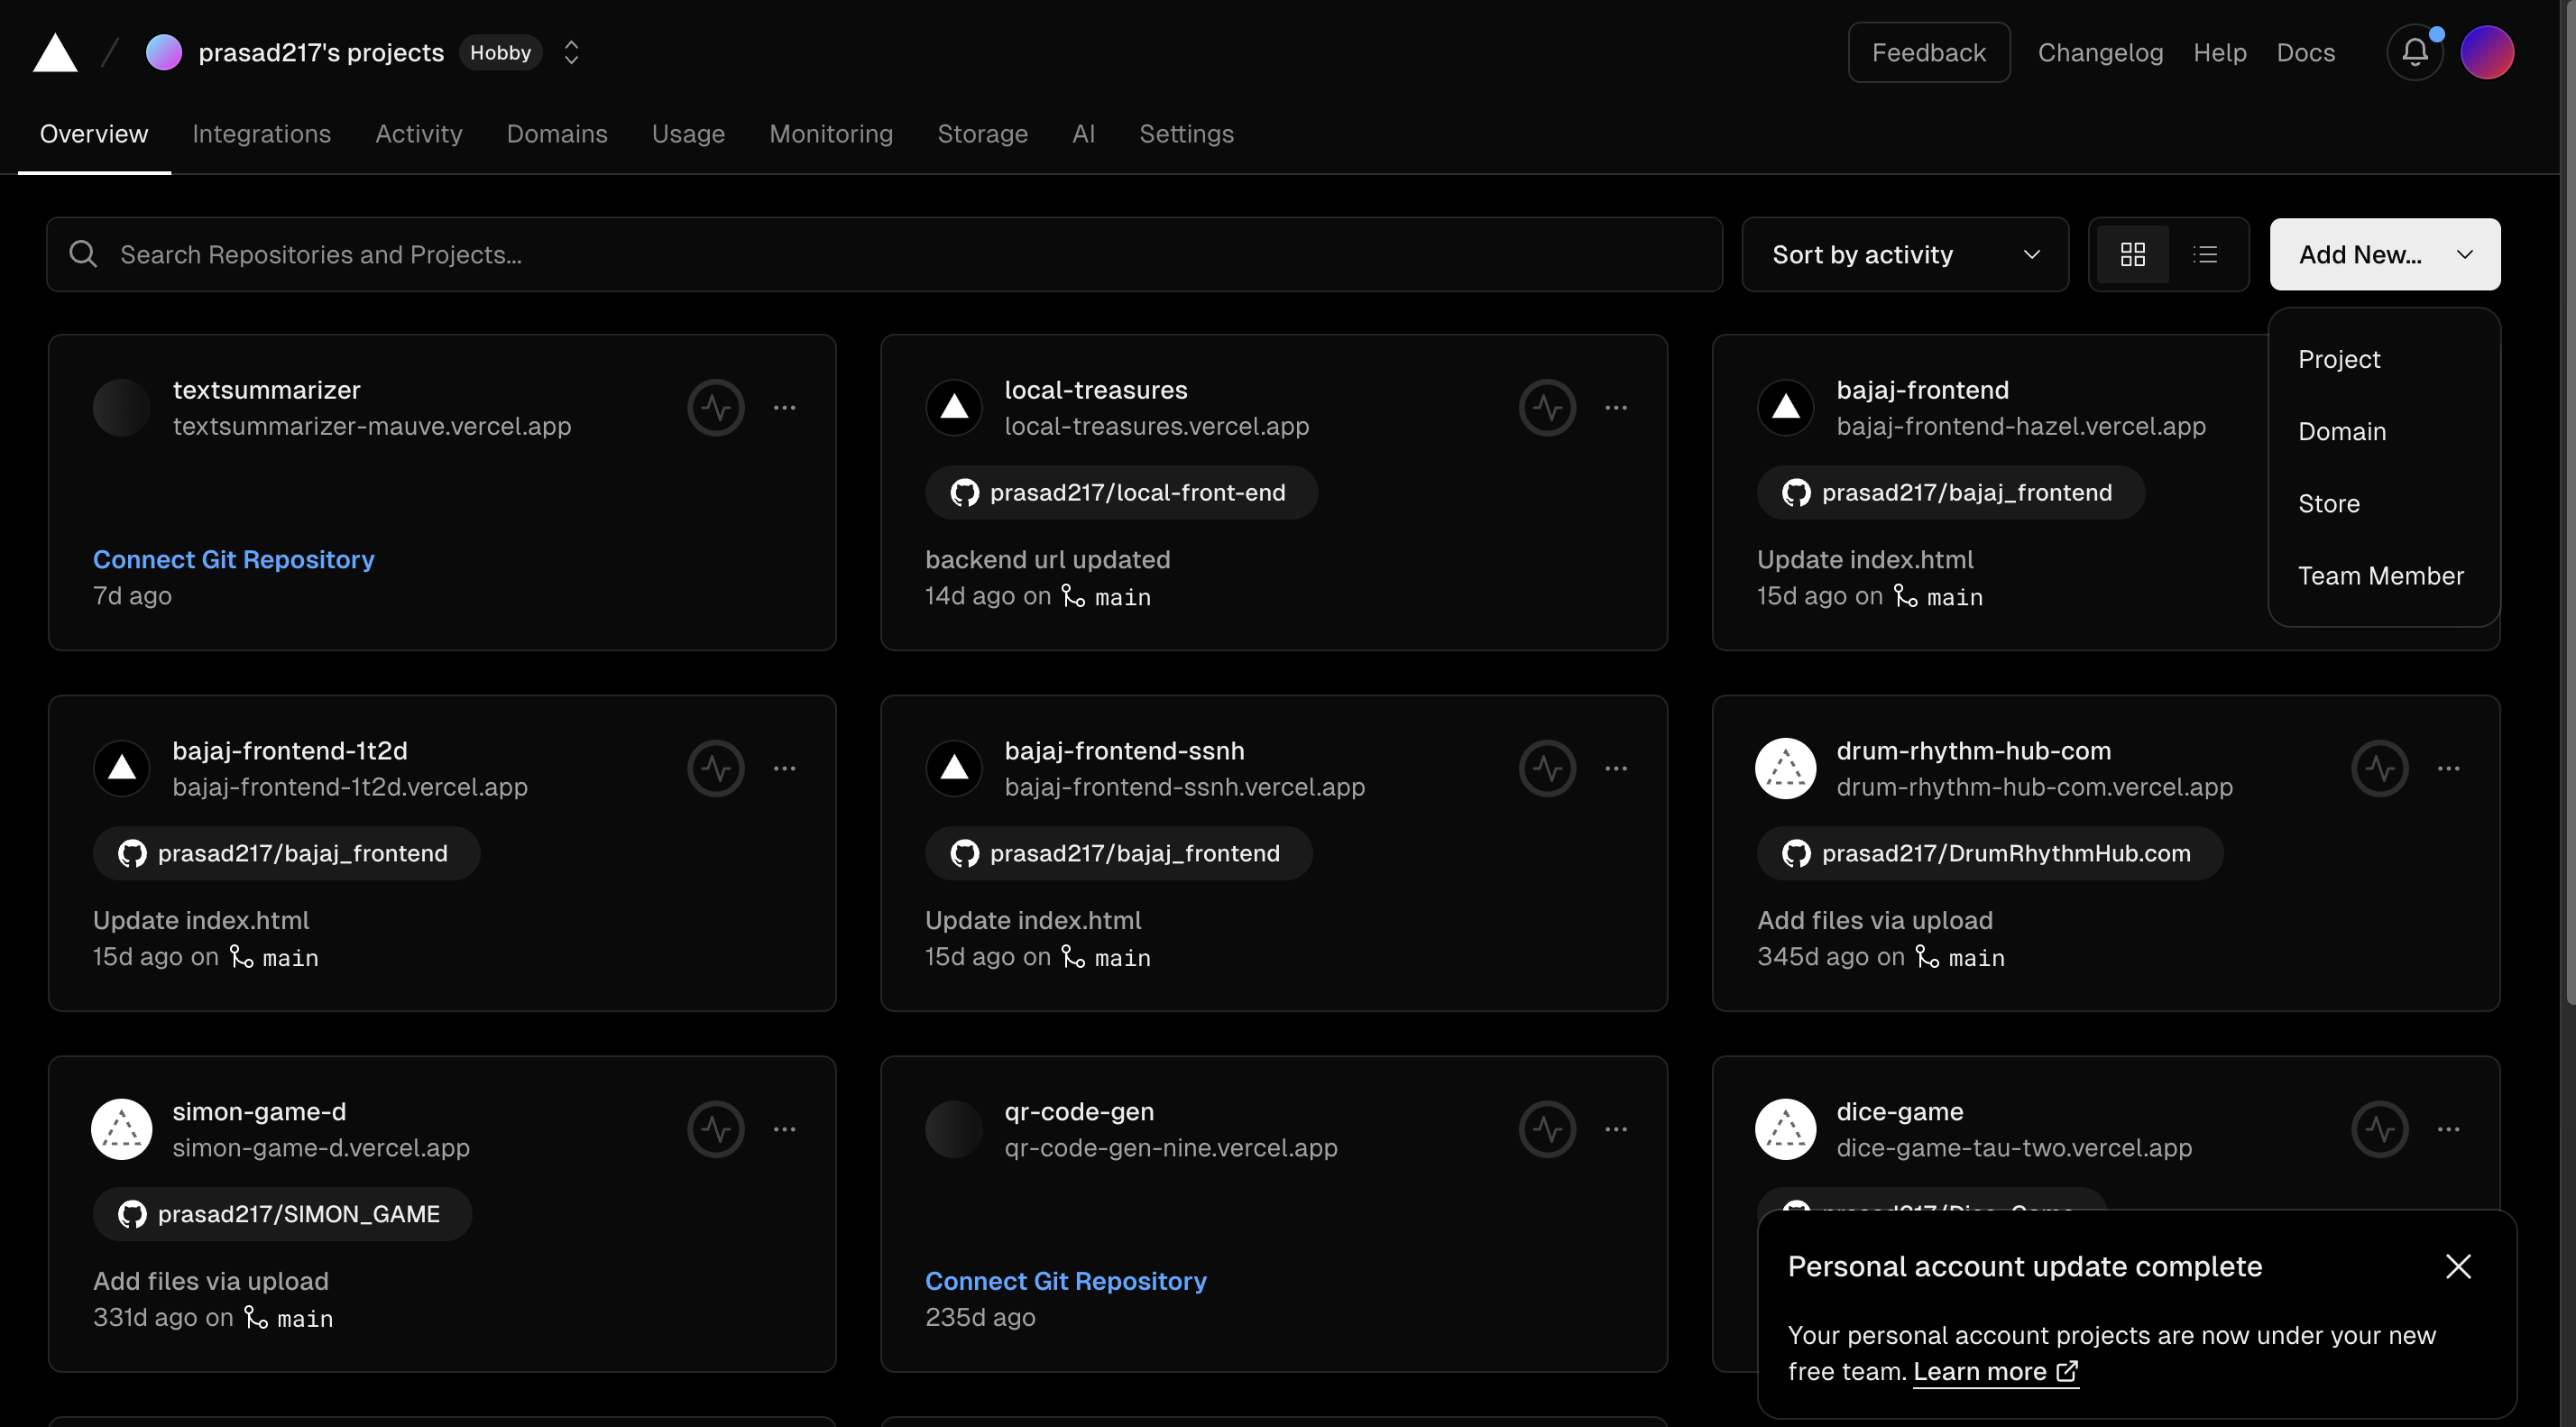 prasad217's projects Hobby
Feedback Changelog Help Docs
Overview Integrations Activity Domains Usage Monitoring Storage AI Settings
Search Repositories and Projects...
Sort by activity
Add New...
Project
Domain
Store
Team Member
textsummarizer
textsummarizer-mauve.vercel.app
Connect Git Repository
7d ago
local-treasures
local-treasures.vercel.app
prasad217/local-front-end
backend url updated
14d ago on main
bajaj-frontend
bajaj-frontend-hazel.vercel.app
prasad217/bajaj_frontend
Update index.html
15d ago on main
bajaj-frontend-1t2d
bajaj-frontend-1t2d.vercel.app
prasad217/bajaj_frontend
Update index.html
15d ago on main
bajaj-frontend-ssnh
bajaj-frontend-ssnh.vercel.app
prasad217/bajaj_frontend
Update index.html
15d ago on main
drum-rhythm-hub-com
drum-rhythm-hub-com.vercel.app
prasad217/DrumRhythmHub.com
Add files via upload
345d ago on main
simon-game-d
simon-game-d.vercel.app
prasad217/SIMON_GAME
Add files via upload
331d ago on main
qr-code-gen
qr-code-gen-nine.vercel.app
Connect Git Repository
235d ago
dice-game
dice-game-tau-two.vercel.app
Personal account update complete
Your personal account projects are now under your new
free team. Learn more